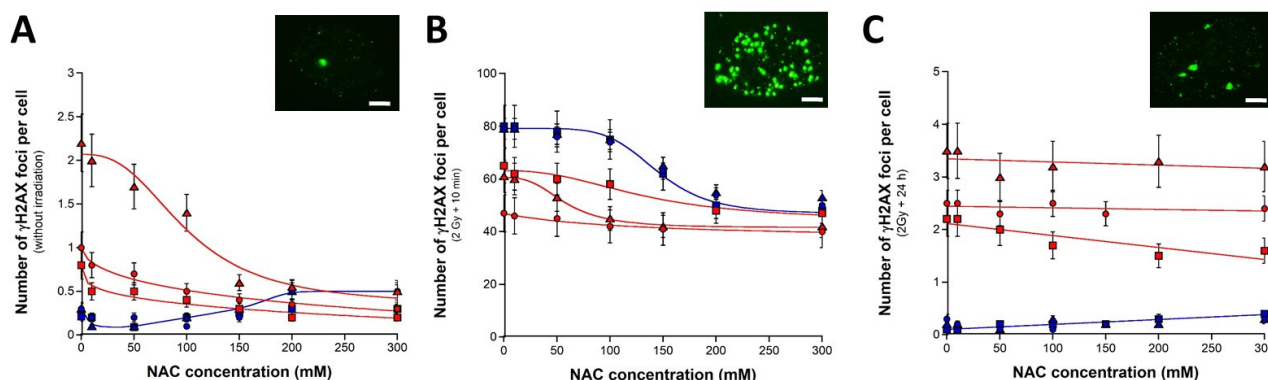 A
Number of γH2AX foci per cell
(without irradiation)
3
2.5
2
1.5
1
0.5
0
0 50 100 150 200 250 300
NAC concentration (mM)
B
Number of γH2AX foci per cell
(2 Gy + 10 min)
100
80
60
40
20
0
0 50 100 150 200 250 300
NAC concentration (mM)
C
Number of γH2AX foci per cell
(2Gy + 24 h)
5
4
3
2
1
0
0 50 100 150 200 250 300
NAC concentration (mM)